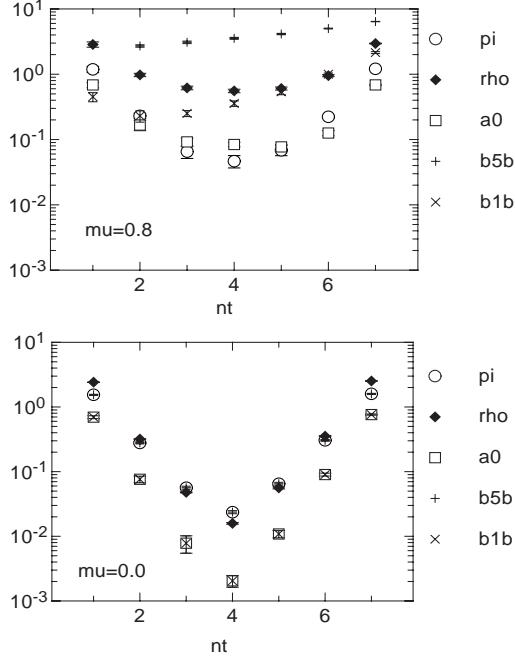 10^1
10^0
10^-1
10^-2
10^-3
mu=0.8
2 4 6
nt
pi
rho
a0
b5b
b1b
10^1
10^0
10^-1
10^-2
10^-3
mu=0.0
2 4 6
nt
pi
rho
a0
b5b
b1b